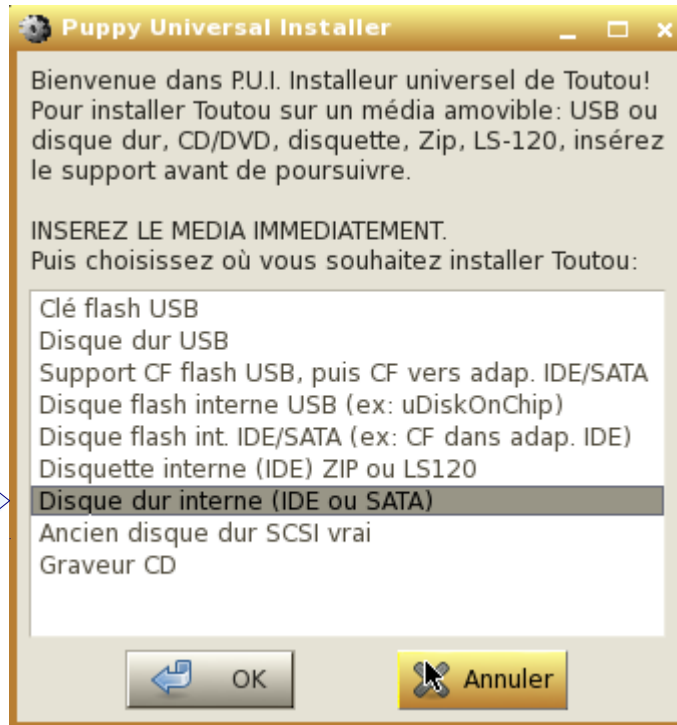 Puppy Universal Installer
Bienvenue dans P.U.I. Installeur universel de Toutou!
Pour installer Toutou sur un média amovible: USB ou
disque dur, CD/DVD, disquette, Zip, LS-120, insérez
le support avant de poursuivre.
INSEREZ LE MEDIA IMMEDIATEMENT.
Puis choisissez où vous souhaitez installer Toutou:
Clé flash USB
Disque dur USB
Support CF flash USB, puis CF vers adap. IDE/SATA
Disque flash interne USB (ex: uDiskOnChip)
Disque flash int. IDE/SATA (ex: CF dans adap. IDE)
Disquette interne (IDE) ZIP ou LS120
Disque dur interne (IDE ou SATA)
Ancien disque dur SCSI vrai
Graveur CD
OK
Annuler